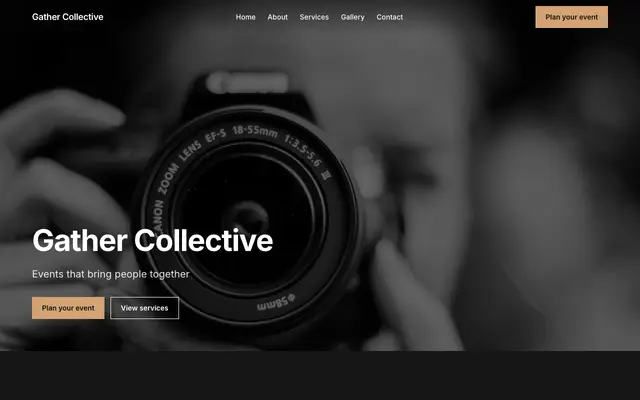 Gather Collective
Home
About
Services
Gallery
Contact
Plan your event
CANON ZOOM LENS EF-S 18-55mm 1:3.5-5.6 III
Gather Collective
Events that bring people together
Plan your event
View services
⌀58mm